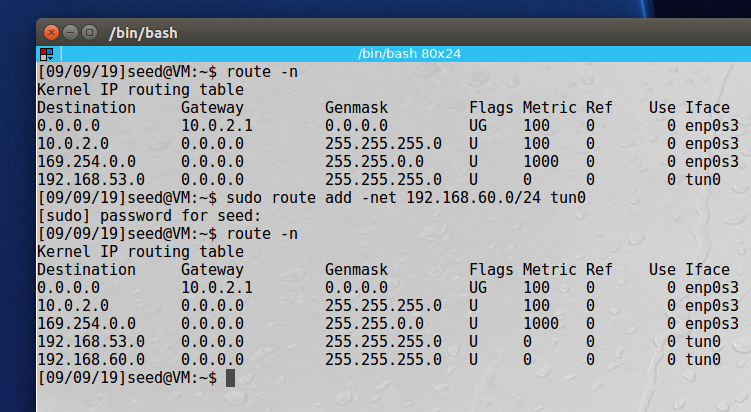 /bin/bash
/bin/bash 80x24
[09/09/19]seed@VM:~$ route -n
Kernel IP routing table
Destination     Gateway         Genmask         Flags Metric Ref    Use Iface
0.0.0.0         10.0.2.1        0.0.0.0         UG    100    0        0 enp0s3
10.0.2.0        0.0.0.0         255.255.255.0   U     100    0        0 enp0s3
169.254.0.0     0.0.0.0         255.255.0.0     U     1000   0        0 enp0s3
192.168.53.0    0.0.0.0         255.255.255.0   U     0      0        0 tun0
[09/09/19]seed@VM:~$ sudo route add -net 192.168.60.0/24 tun0
[sudo] password for seed:
[09/09/19]seed@VM:~$ route -n
Kernel IP routing table
Destination     Gateway         Genmask         Flags Metric Ref    Use Iface
0.0.0.0         10.0.2.1        0.0.0.0         UG    100    0        0 enp0s3
10.0.2.0        0.0.0.0         255.255.255.0   U     100    0        0 enp0s3
169.254.0.0     0.0.0.0         255.255.0.0     U     1000   0        0 enp0s3
192.168.53.0    0.0.0.0         255.255.255.0   U     0      0        0 tun0
192.168.60.0    0.0.0.0         255.255.255.0   U     0      0        0 tun0
[09/09/19]seed@VM:~$